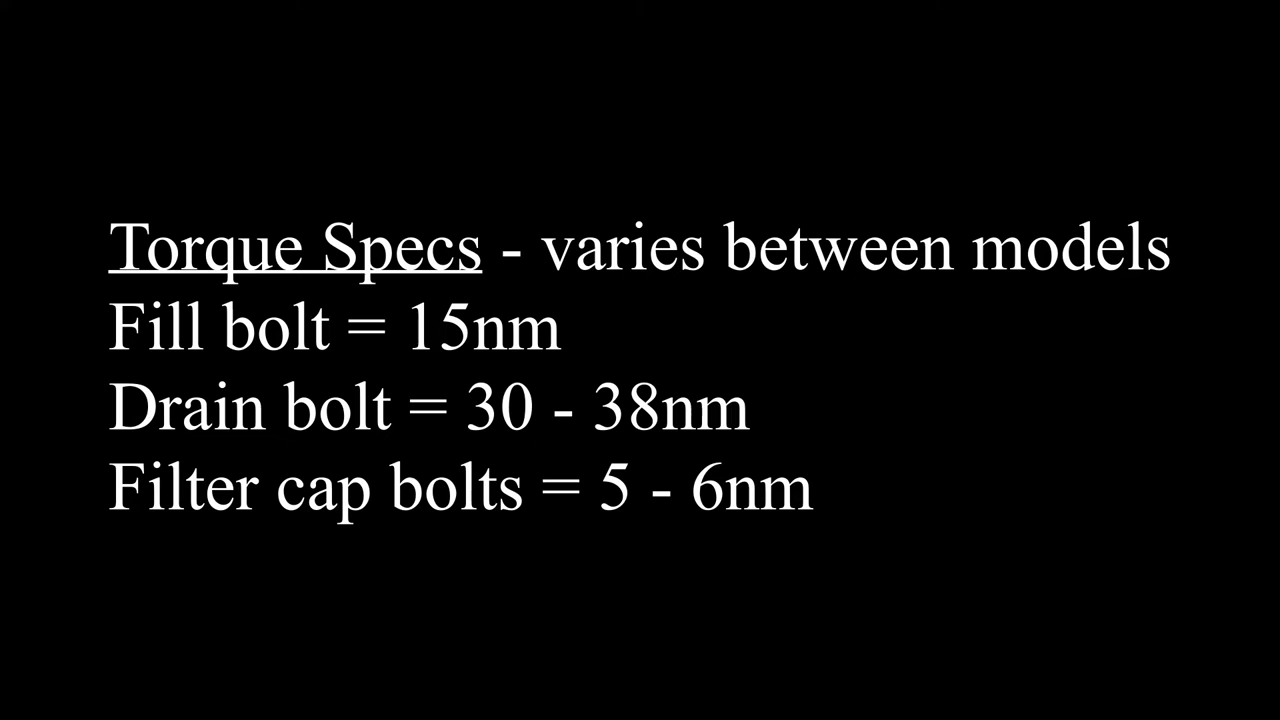 Torque Specs - varies between models
Fill bolt = 15nm
Drain bolt = 30 - 38nm
Filter cap bolts = 5 - 6nm